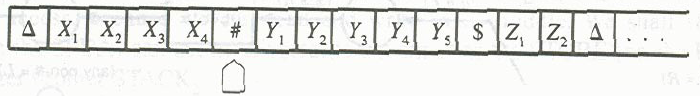 Δ X₁ X₂ X₃ X₄ # Y₁ Y₂ Y₃ Y₄ Y₅ $ Z₁ Z₂ Δ . . .